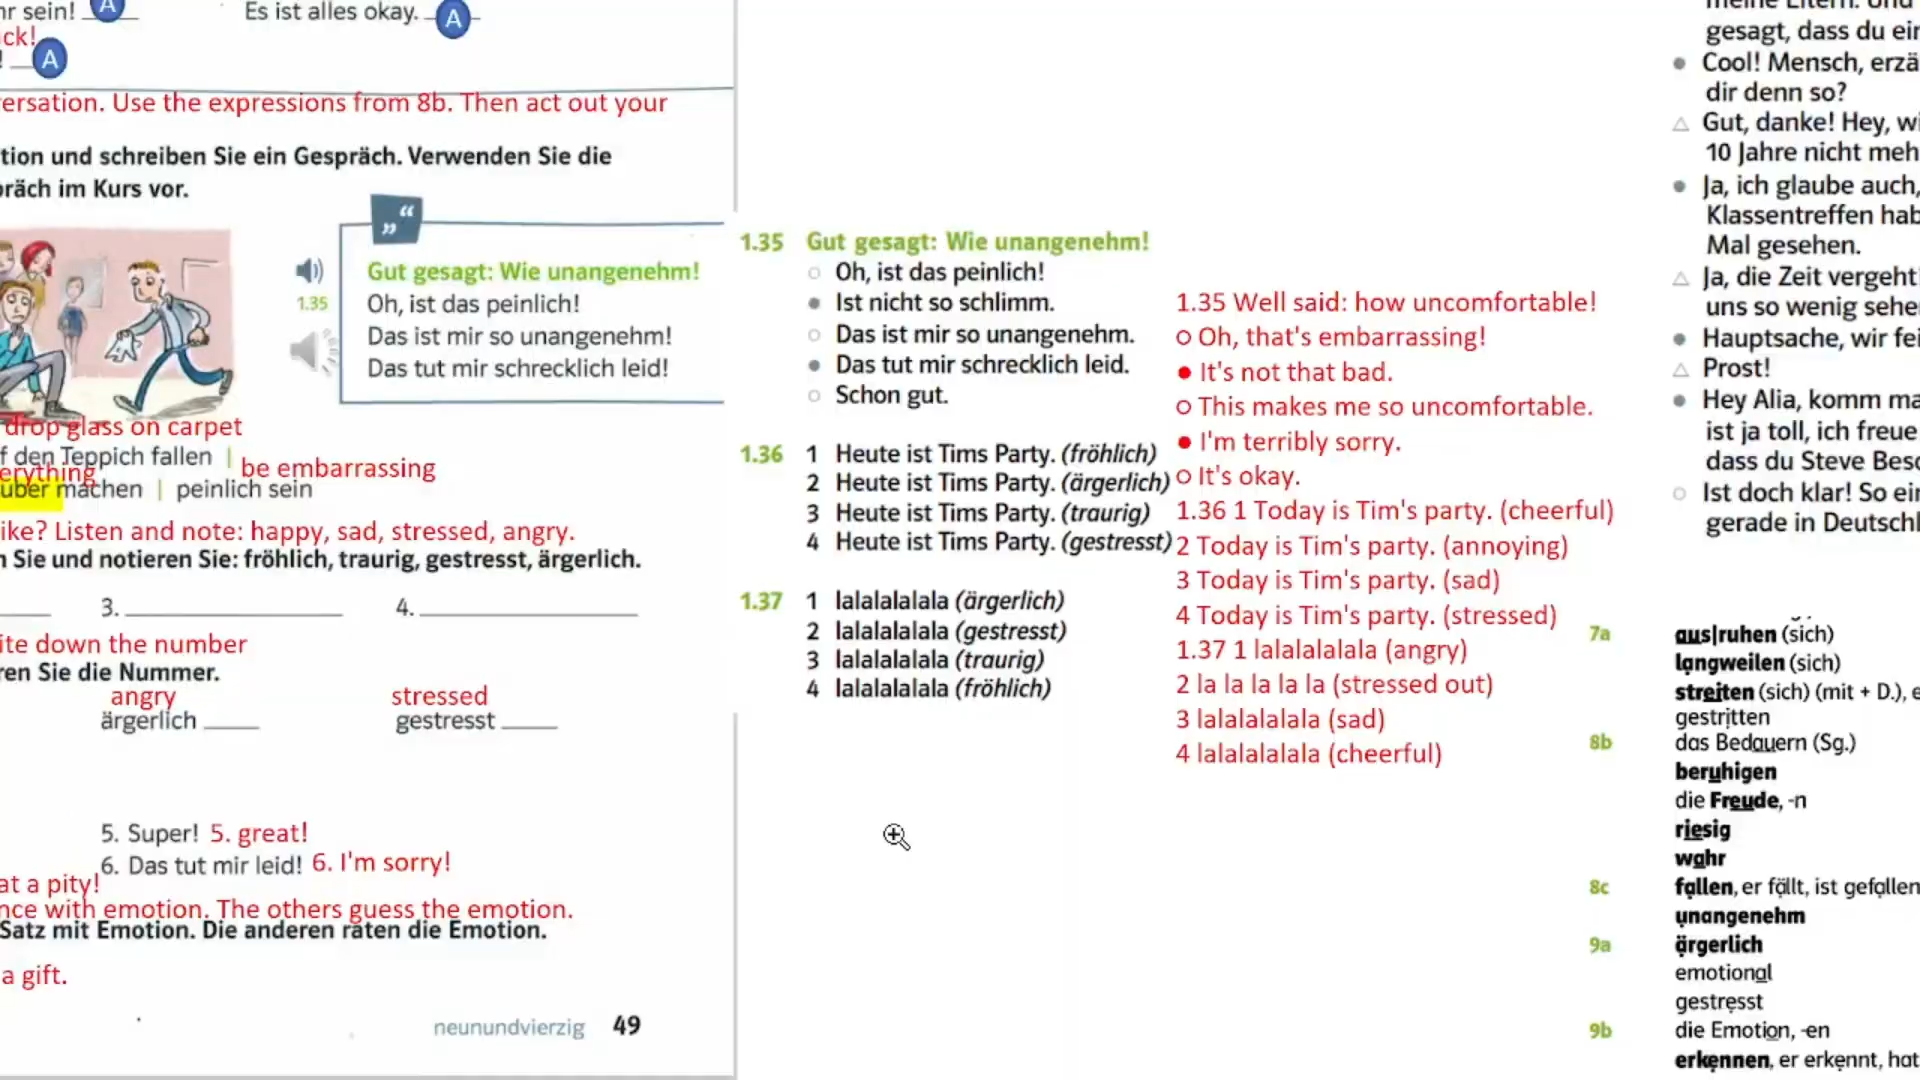 hr sein! A
Es ist alles okay. A
ck!
! A
ersation. Use the expressions from 8b. Then act out your
tion und schreiben Sie ein Gespräch. Verwenden Sie die
präch im Kurs vor.
„“
Gut gesagt: Wie unangenehm!
1.35
Oh, ist das peinlich!
Das ist mir so unangenehm!
Das tut mir schrecklich leid!
drop glass on carpet
f den Teppich fallen |
erything
be embarrassing
uber machen | peinlich sein
ike? Listen and note: happy, sad, stressed, angry.
n Sie und notieren Sie: fröhlich, traurig, gestresst, ärgerlich.
3.
4.
ite down the number
ren Sie die Nummer.
angry
stressed
ärgerlich
gestresst
5. Super! 5. great!
6. Das tut mir leid! 6. I'm sorry!
at a pity!
nce with emotion. The others guess the emotion.
Satz mit Emotion. Die anderen raten die Emotion.
a gift.
neunundvierzig 49
1.35 Gut gesagt: Wie unangenehm!
○ Oh, ist das peinlich!
● Ist nicht so schlimm.
○ Das ist mir so unangenehm.
● Das tut mir schrecklich leid.
○ Schon gut.
1.36 1 Heute ist Tims Party. (fröhlich)
2 Heute ist Tims Party. (ärgerlich)
3 Heute ist Tims Party. (traurig)
4 Heute ist Tims Party. (gestresst)
1.37 1 lalalalalala (ärgerlich)
2 lalalalalala (gestresst)
3 lalalalalala (traurig)
4 lalalalalala (fröhlich)
1.35 Well said: how uncomfortable!
○ Oh, that's embarrassing!
● It's not that bad.
○ This makes me so uncomfortable.
● I'm terribly sorry.
○ It's okay.
1.36 1 Today is Tim's party. (cheerful)
2 Today is Tim's party. (annoying)
3 Today is Tim's party. (sad)
4 Today is Tim's party. (stressed)
1.37 1 lalalalalala (angry)
2 la la la la la (stressed out)
3 lalalalalala (sad)
4 lalalalalala (cheerful)
meine Eltern. Und
gesagt, dass du ein
● Cool! Mensch, erzä
dir denn so?
△ Gut, danke! Hey, wi
10 Jahre nicht meh
● Ja, ich glaube auch,
Klassentreffen hab
Mal gesehen.
△ Ja, die Zeit vergeht!
uns so wenig sehe
● Hauptsache, wir fei
△ Prost!
● Hey Alia, komm ma
ist ja toll, ich freue
dass du Steve Besc
○ Ist doch klar! So ein
gerade in Deutschl
7a aus|ruhen (sich)
langweilen (sich)
streiten (sich) (mit + D.), e
gestritten
8b das Bedauern (Sg.)
beruhigen
die Freude, -n
riesig
wahr
8c fallen, er fällt, ist gefallen
unangenehm
9a ärgerlich
emotional
gestresst
9b die Emotion, -en
erkennen, er erkennt, hat